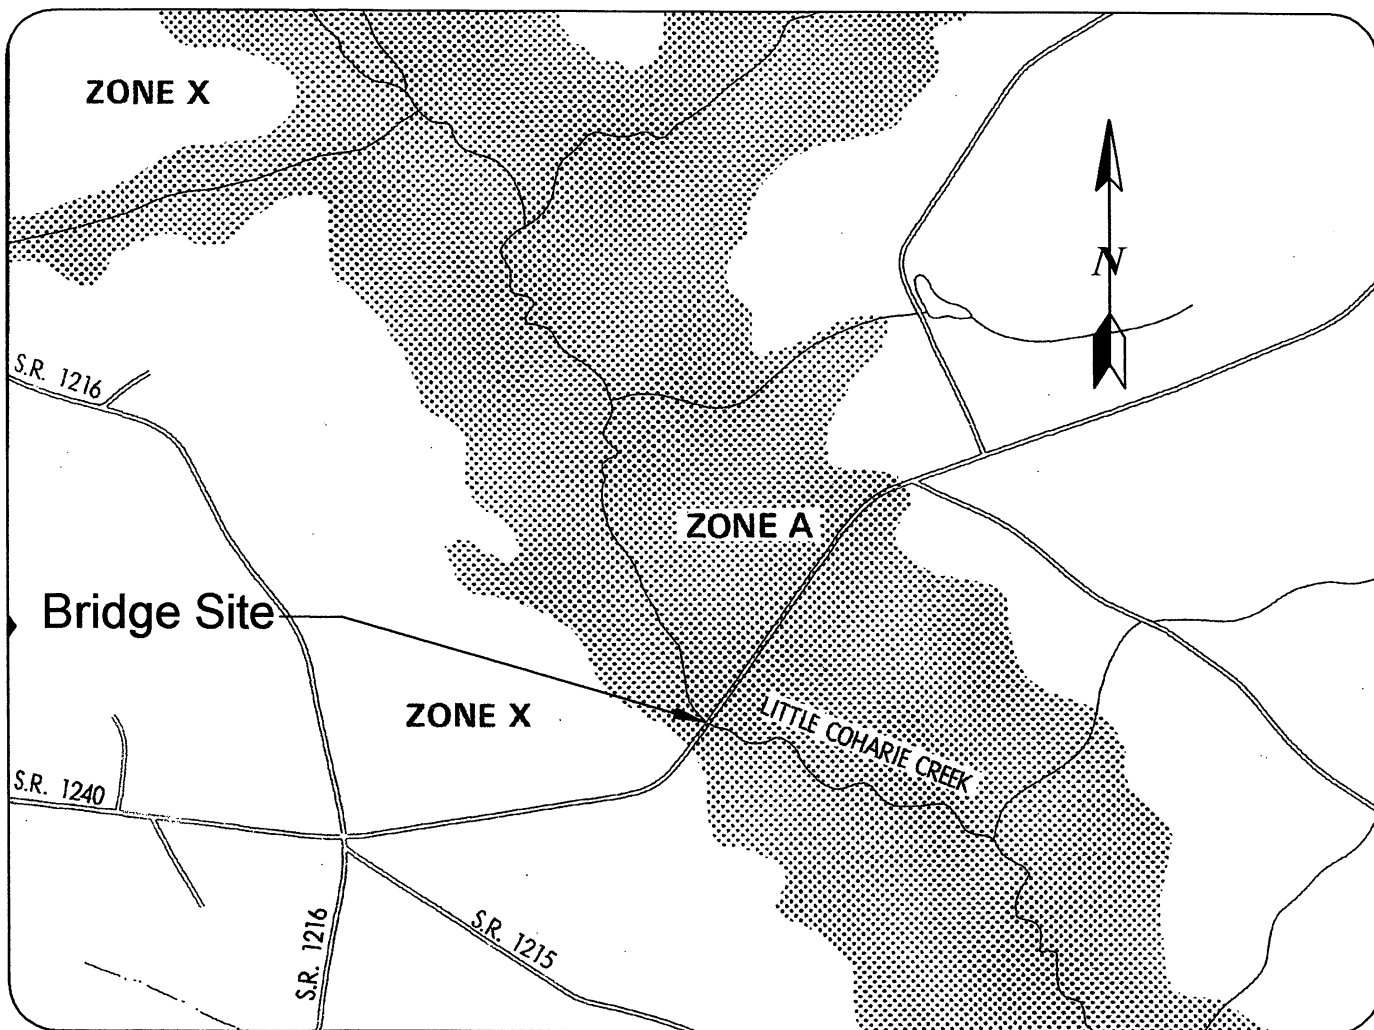 ZONE X
N
S.R. 1216
ZONE A
Bridge Site
ZONE X
LITTLE COHARIE CREEK
S.R. 1240
S.R. 1216
S.R. 1215